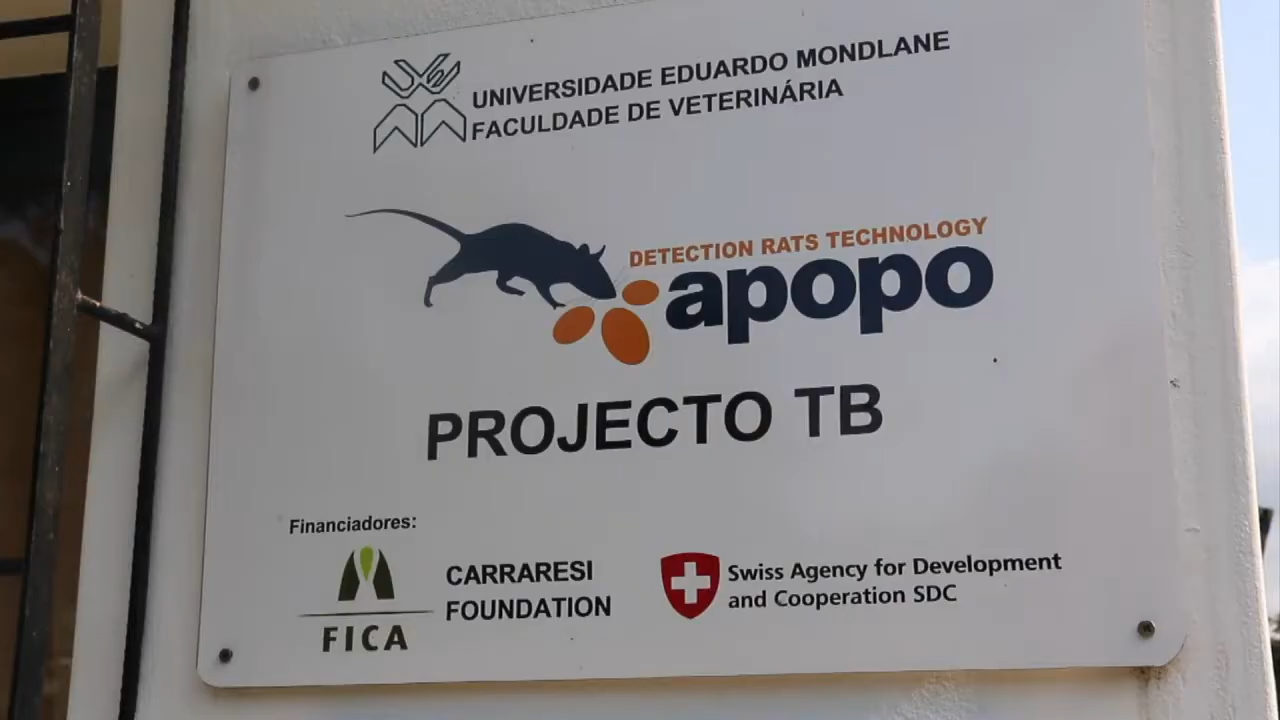 UNIVERSIDADE EDUARDO MONDLANE
FACULDADE DE VETERINÁRIA
DETECTION RATS TECHNOLOGY
apopo
PROJECTO TB
Financiadores:
FICA
CARRARESI
FOUNDATION
Swiss Agency for Development
and Cooperation SDC